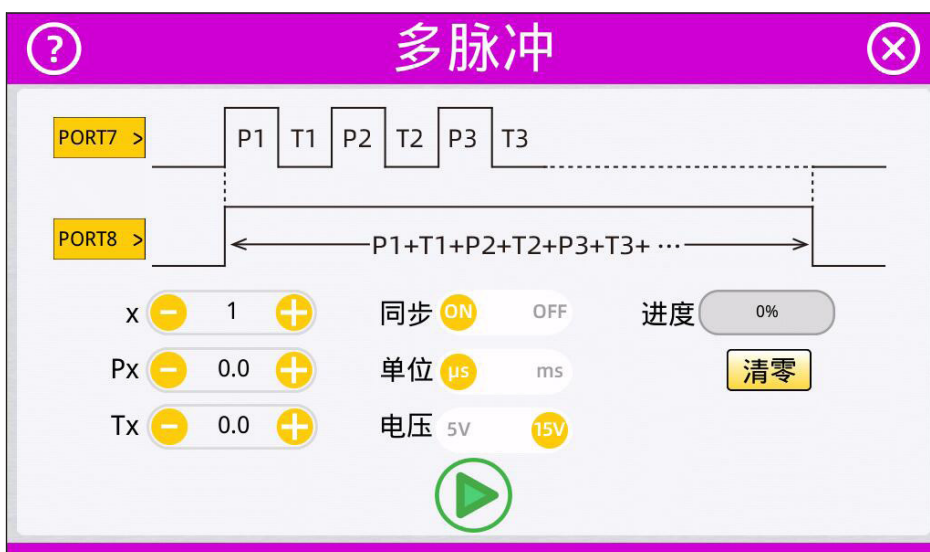 ?
多脉冲
PORT7 >
P1 T1 P2 T2 P3 T3
PORT8 >
P1+T1+P2+T2+P3+T3+ ···
x − 1 + 同步 ON OFF 进度 0%
Px − 0.0 + 单位 μs ms 清零
Tx − 0.0 + 电压 5V 15V